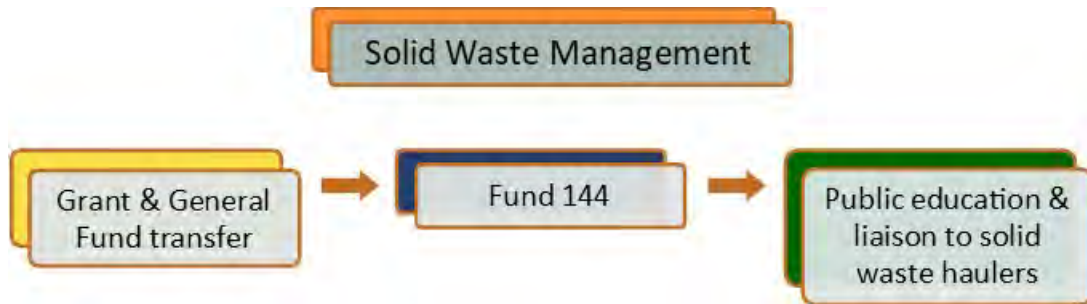 Solid Waste Management
Grant & General
Fund transfer
Fund 144
Public education &
liaison to solid
waste haulers